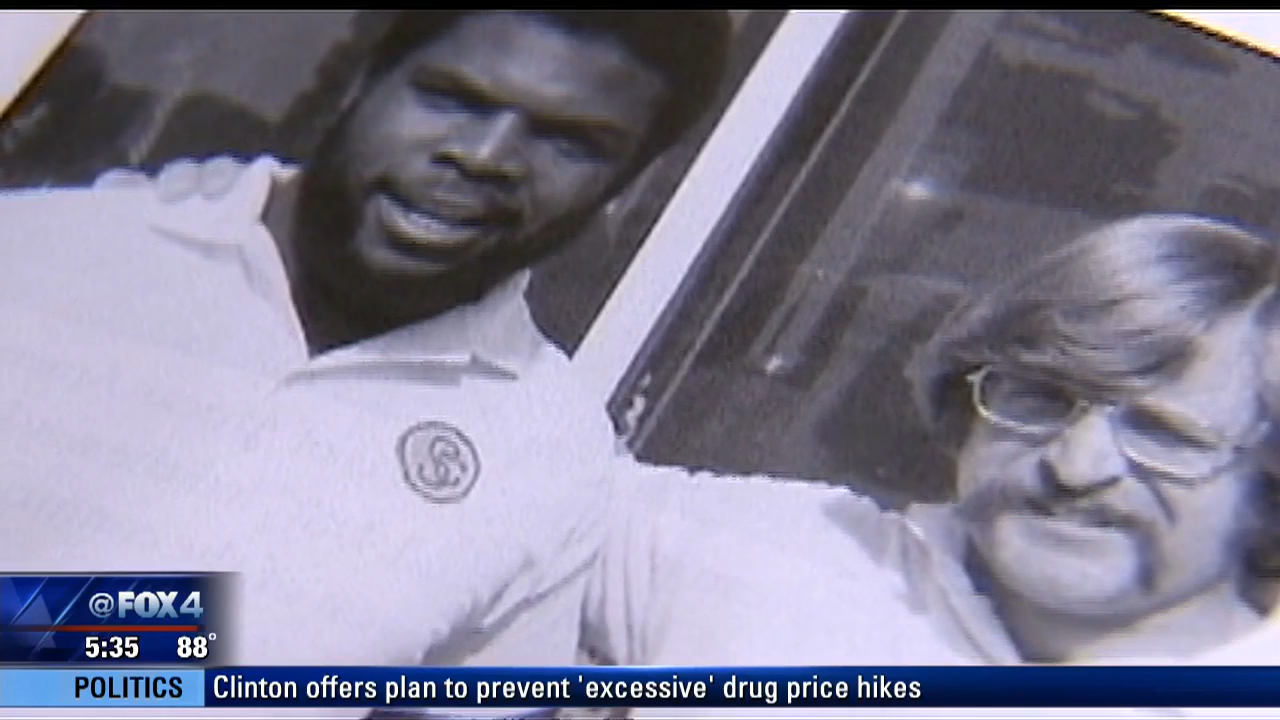 @FOX4
5:35 88°
POLITICS Clinton offers plan to prevent 'excessive' drug price hikes